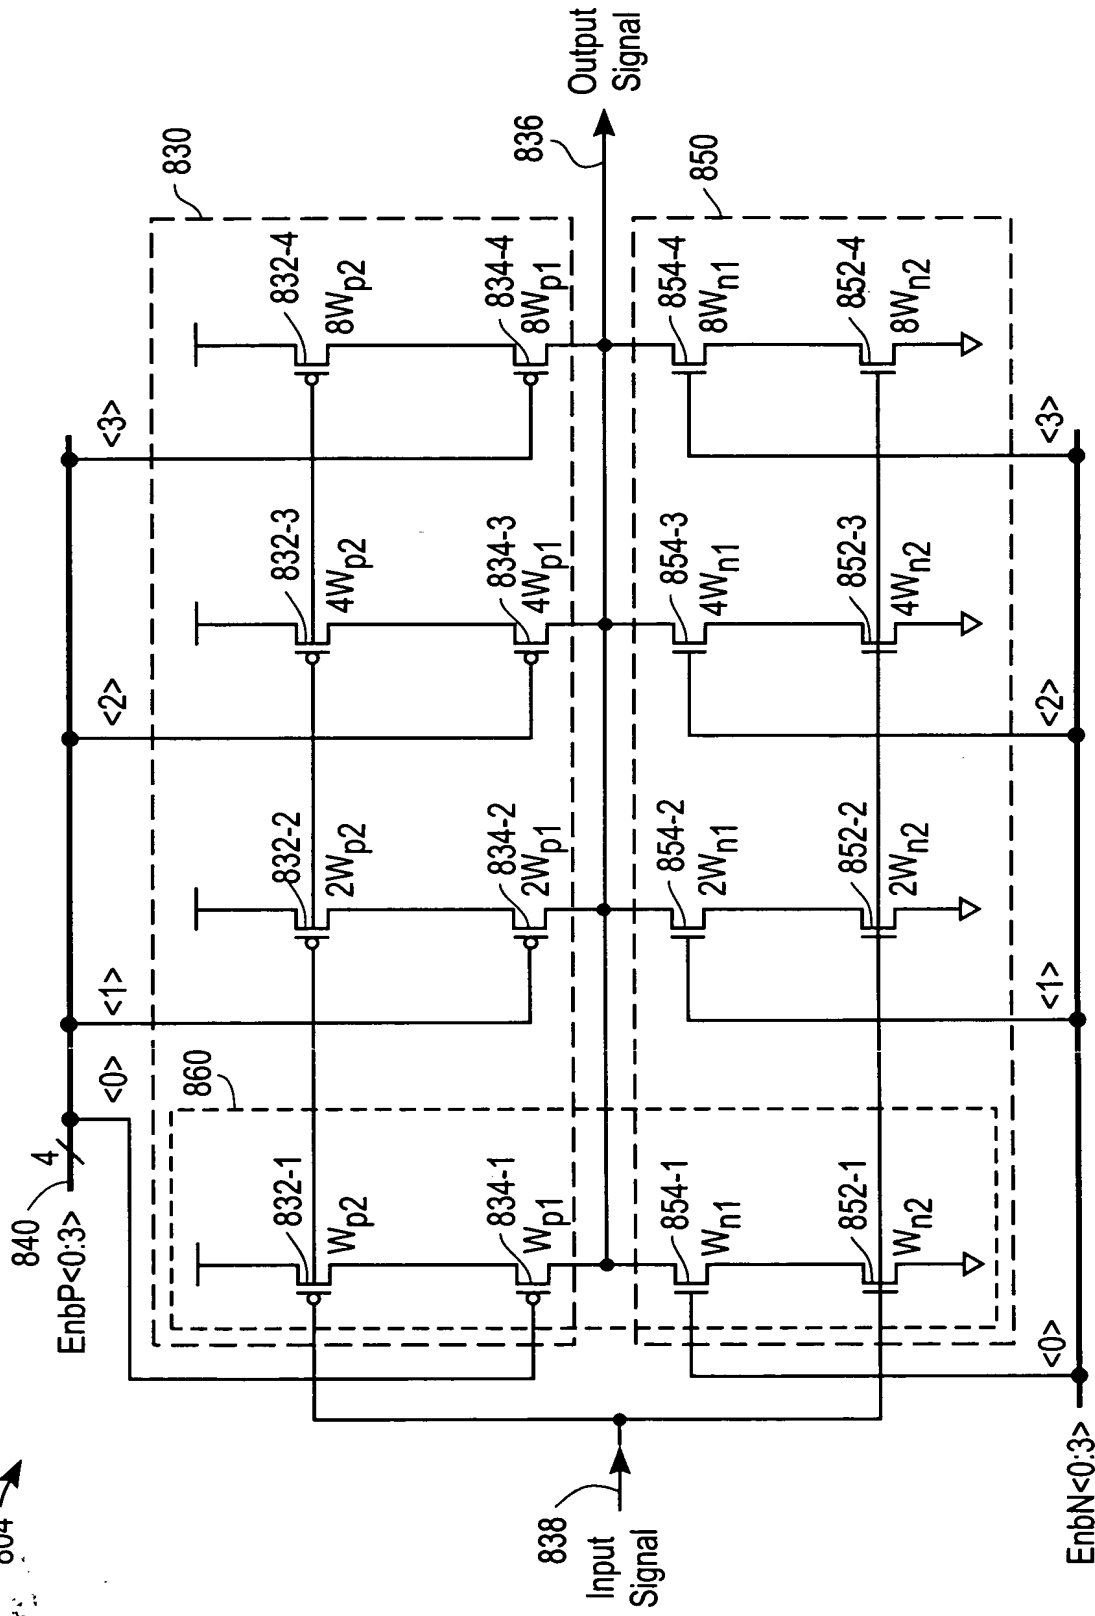 804
840
EnbP<0:3>
4
<0>
<1>
<2>
<3>
830
860
832-1
Wp2
832-2
2Wp2
832-3
4Wp2
832-4
8Wp2
834-1
Wp1
834-2
2Wp1
834-3
4Wp1
834-4
8Wp1
838
Input
Signal
836
Output
Signal
850
854-1
Wn1
854-2
2Wn1
854-3
4Wn1
854-4
8Wn1
852-1
Wn2
852-2
2Wn2
852-3
4Wn2
852-4
8Wn2
EnbN<0:3>
<0>
<1>
<2>
<3>